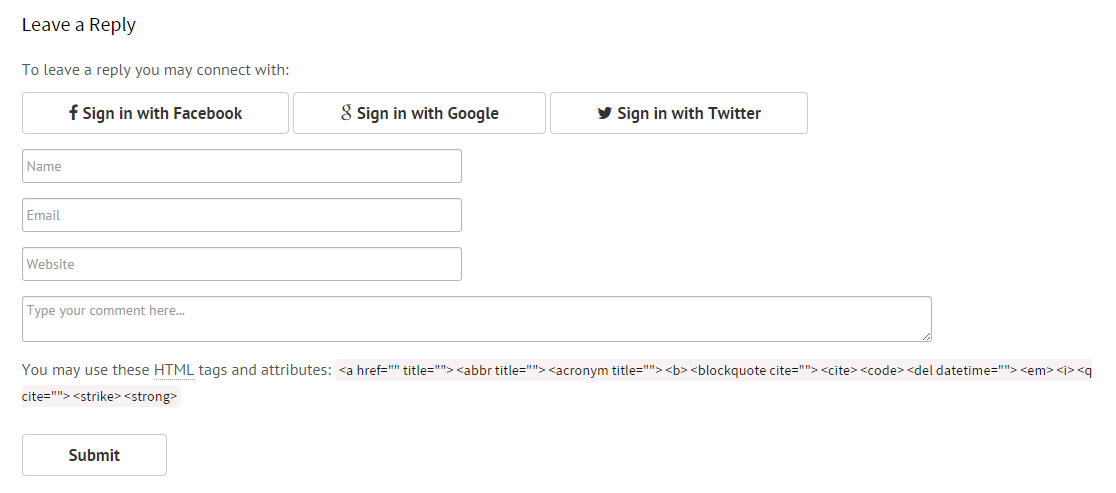 Leave a Reply
To leave a reply you may connect with:
Sign in with Facebook
Sign in with Google
Sign in with Twitter
Name
Email
Website
Type your comment here...
You may use these HTML tags and attributes: <a href="" title=""> <abbr title=""> <acronym title=""> <b> <blockquote cite=""> <cite> <code> <del datetime=""> <em> <i> <q
cite=""> <strike> <strong>
Submit